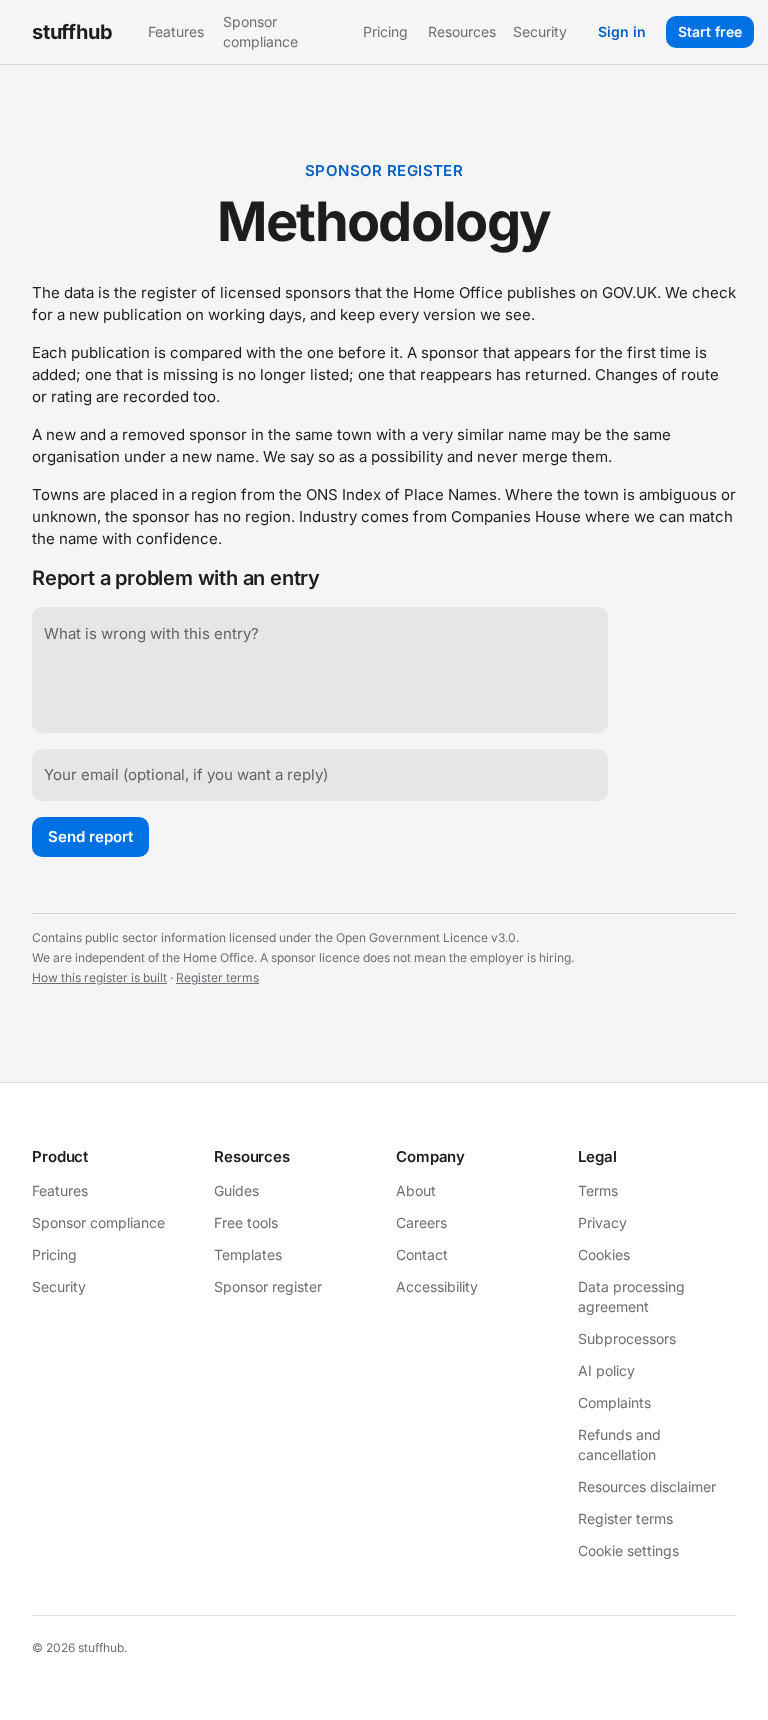 stuffhub
Features
Sponsor compliance
Pricing
Resources
Security
Sign in
Start free
SPONSOR REGISTER
Methodology
The data is the register of licensed sponsors that the Home Office publishes on GOV.UK. We check
for a new publication on working days, and keep every version we see.
Each publication is compared with the one before it. A sponsor that appears for the first time is
added; one that is missing is no longer listed; one that reappears has returned. Changes of route
or rating are recorded too.
A new and a removed sponsor in the same town with a very similar name may be the same
organisation under a new name. We say so as a possibility and never merge them.
Towns are placed in a region from the ONS Index of Place Names. Where the town is ambiguous or
unknown, the sponsor has no region. Industry comes from Companies House where we can match
the name with confidence.
Report a problem with an entry
What is wrong with this entry?
Your email (optional, if you want a reply)
Send report
Contains public sector information licensed under the Open Government Licence v3.0.
We are independent of the Home Office. A sponsor licence does not mean the employer is hiring.
How this register is built · Register terms
Product
Features
Sponsor compliance
Pricing
Security
Resources
Guides
Free tools
Templates
Sponsor register
Company
About
Careers
Contact
Accessibility
Legal
Terms
Privacy
Cookies
Data processing
agreement
Subprocessors
AI policy
Complaints
Refunds and
cancellation
Resources disclaimer
Register terms
Cookie settings
© 2026 stuffhub.